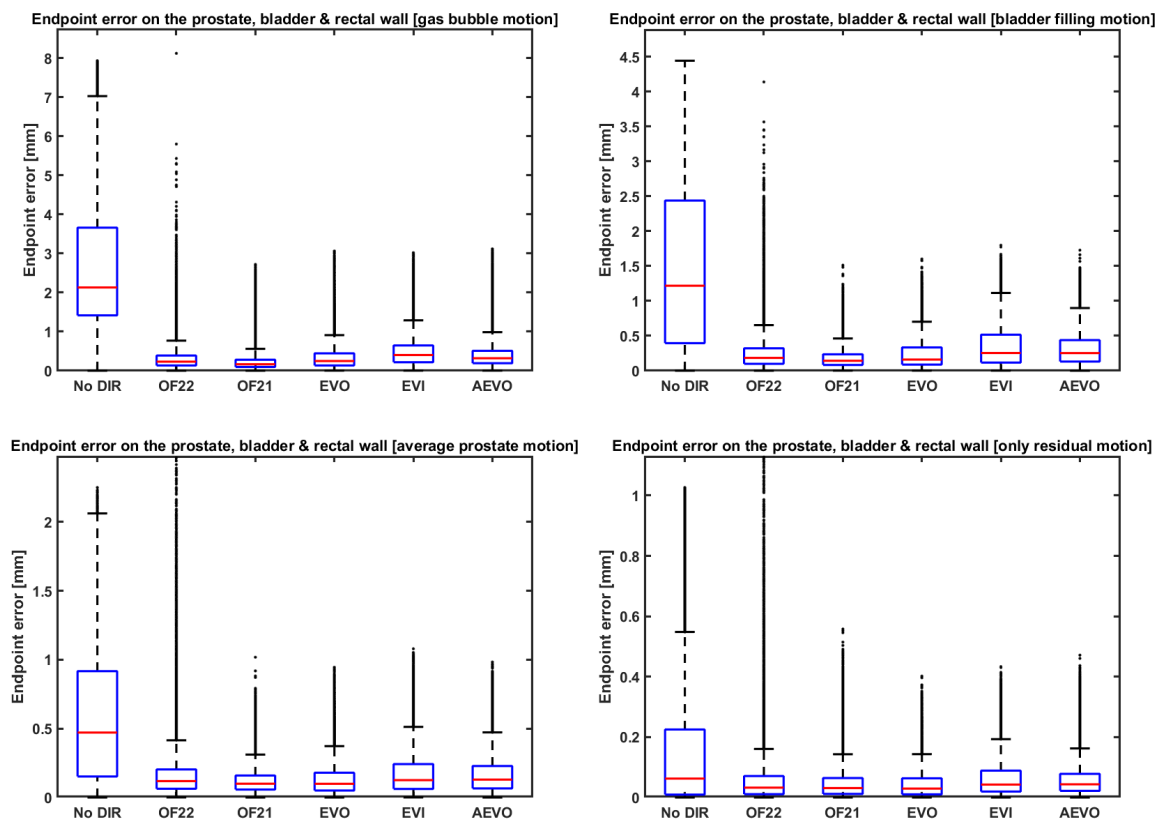 Endpoint error on the prostate, bladder & rectal wall [gas bubble motion]
Endpoint error [mm]
8
7
6
5
4
3
2
1
0
No DIR OF22 OF21 EVO EVI AEVO
Endpoint error on the prostate, bladder & rectal wall [bladder filling motion]
Endpoint error [mm]
4.5
4
3.5
3
2.5
2
1.5
1
0.5
0
No DIR OF22 OF21 EVO EVI AEVO
Endpoint error on the prostate, bladder & rectal wall [average prostate motion]
Endpoint error [mm]
2
1.5
1
0.5
0
No DIR OF22 OF21 EVO EVI AEVO
Endpoint error on the prostate, bladder & rectal wall [only residual motion]
Endpoint error [mm]
1
0.8
0.6
0.4
0.2
0
No DIR OF22 OF21 EVO EVI AEVO